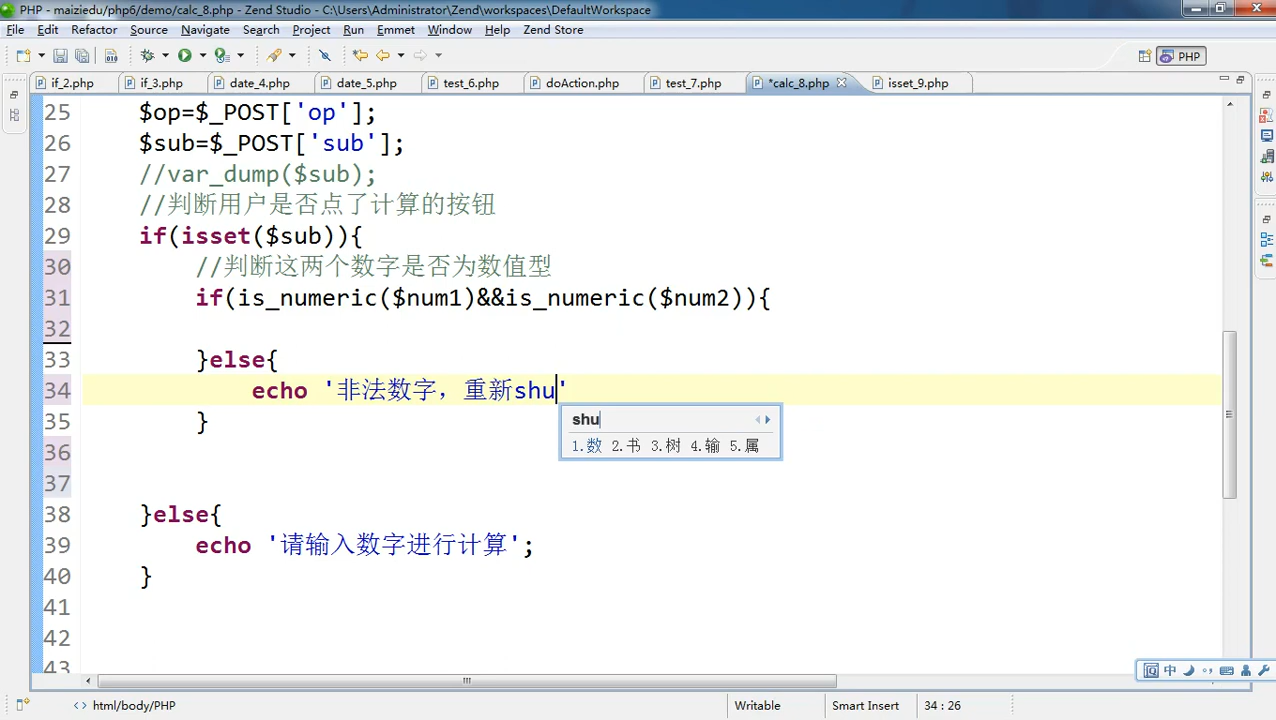 PHP - maiziedu/php6/demo/calc_8.php - Zend Studio - C:\Users\Administrator\Zend\workspaces\DefaultWorkspace
File Edit Refactor Source Navigate Search Project Run Emmet Window Help Zend Store
PHP
if_2.php if_3.php date_4.php date_5.php test_6.php doAction.php test_7.php *calc_8.php isset_9.php
25 $op=$_POST['op'];
26 $sub=$_POST['sub'];
27 //var_dump($sub);
28 //判断用户是否点了计算的按钮
29 if(isset($sub)){
30 //判断这两个数字是否为数值型
31 if(is_numeric($num1)&&is_numeric($num2)){
32
33 }else{
34 echo '非法数字，重新shu'
shu
35 }
1.数 2.书 3.树 4.输 5.属
36
37
38 }else{
39 echo '请输入数字进行计算';
40 }
41
42
43
中
html/body/PHP Writable Smart Insert 34 : 26